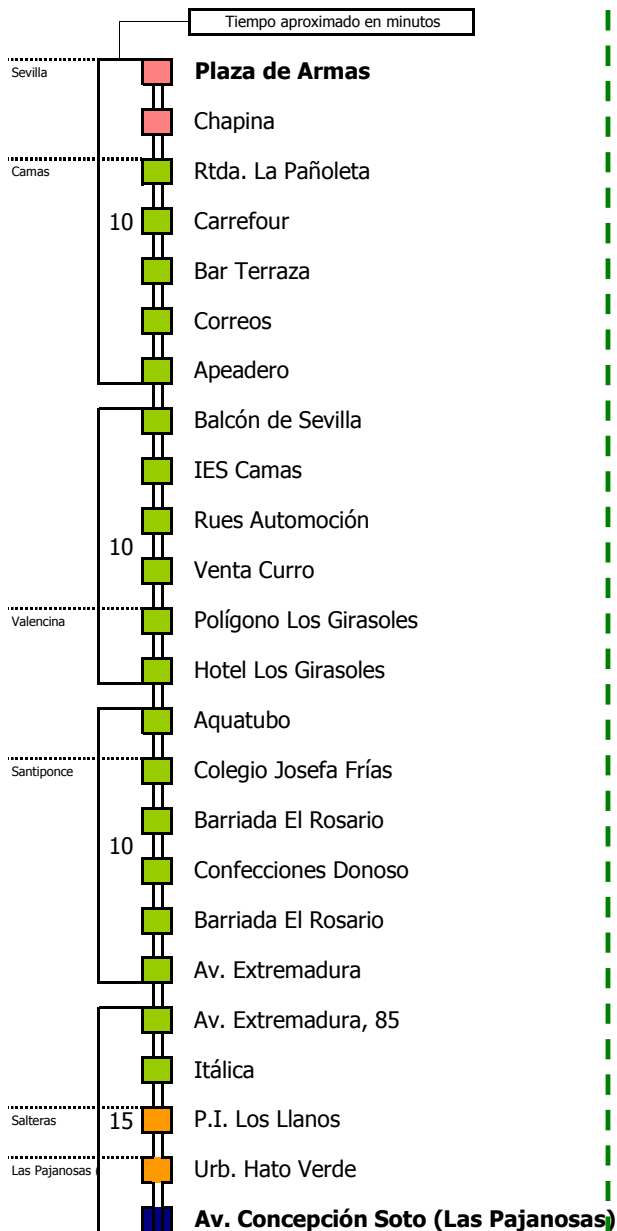 Tiempo aproximado en minutos
Sevilla
Plaza de Armas
Chapina
Camas
Rtda. La Pañoleta
10
Carrefour
Bar Terraza
Correos
Apeadero
Balcón de Sevilla
IES Camas
Rues Automoción
10
Venta Curro
Valencina
Polígono Los Girasoles
Hotel Los Girasoles
Aquatubo
Santiponce
Colegio Josefa Frías
Barriada El Rosario
10
Confecciones Donoso
Barriada El Rosario
Av. Extremadura
Av. Extremadura, 85
Itálica
Salteras
15
P.I. Los Llanos
Las Pajanosas (
Urb. Hato Verde
Av. Concepción Soto (Las Pajanosas)